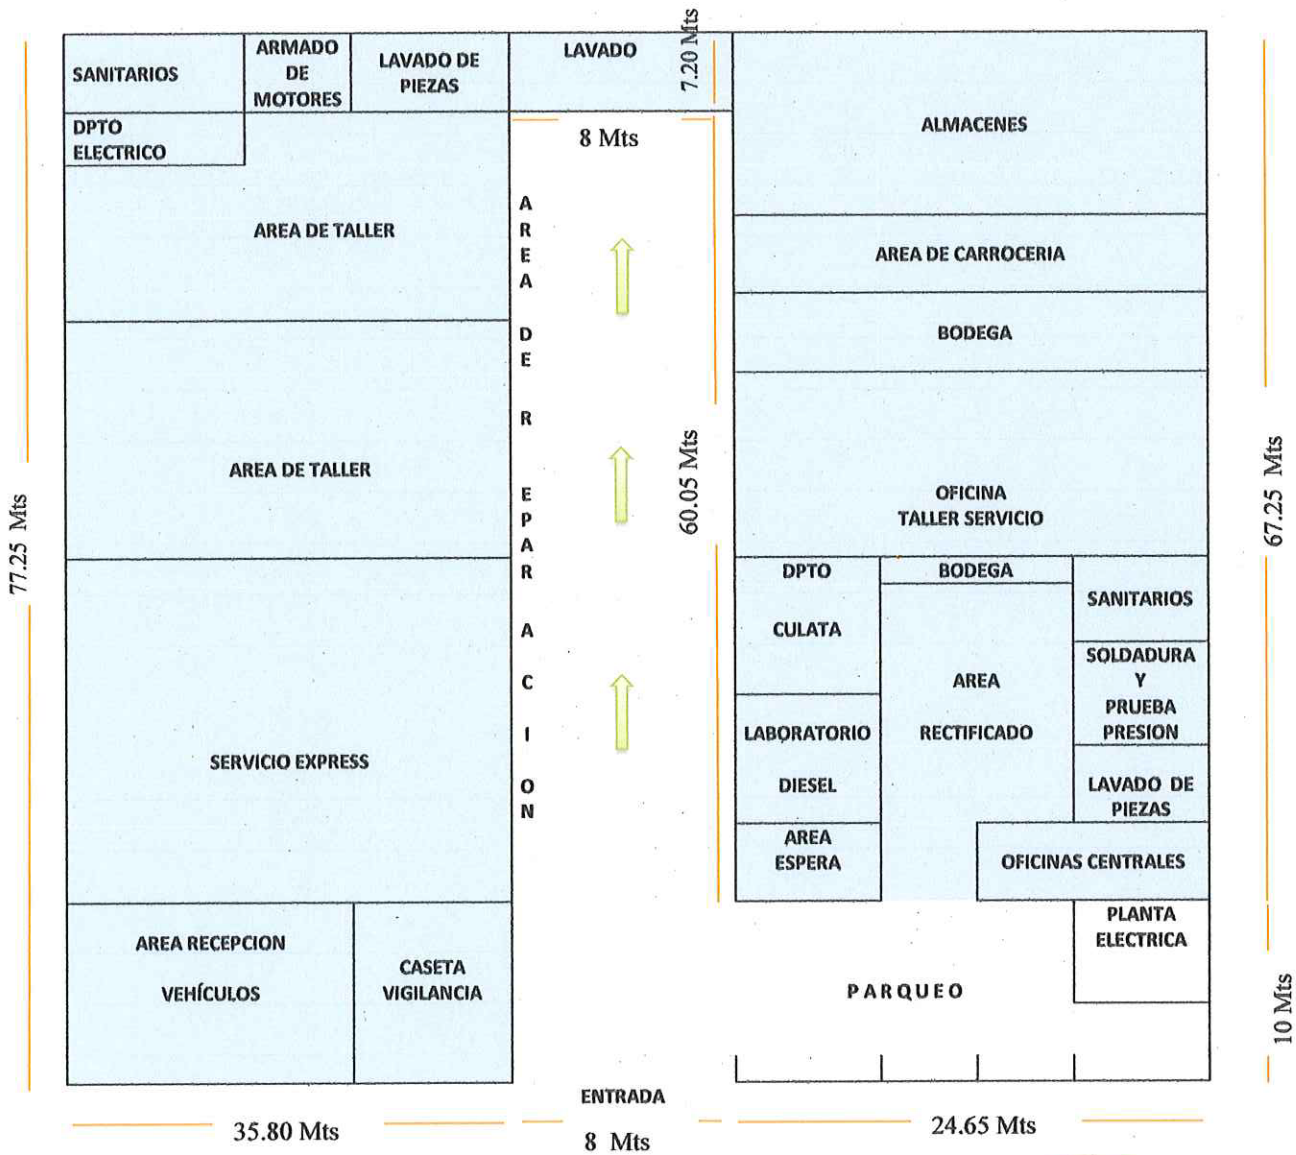 SANITARIOS
ARMADO
DE
MOTORES
LAVADO DE
PIEZAS
LAVADO
7.20 Mts
8 Mts
DPTO
ELECTRICO
AREA DE TALLER
AREA DE TALLER
SERVICIO EXPRESS
AREA RECEPCION
VEHÍCULOS
CASETA
VIGILANCIA
77.25 Mts
A
R
E
A
D
E
R
E
P
A
R
A
C
I
O
N
60.05 Mts
ALMACENES
AREA DE CARROCERIA
BODEGA
OFICINA
TALLER SERVICIO
DPTO
CULATA
BODEGA
SANITARIOS
SOLDADURA
Y
PRUEBA
PRESION
AREA
RECTIFICADO
LABORATORIO
DIESEL
LAVADO DE
PIEZAS
AREA
ESPERA
OFICINAS CENTRALES
PLANTA
ELECTRICA
PARQUEO
67.25 Mts
10 Mts
ENTRADA
35.80 Mts
8 Mts
24.65 Mts